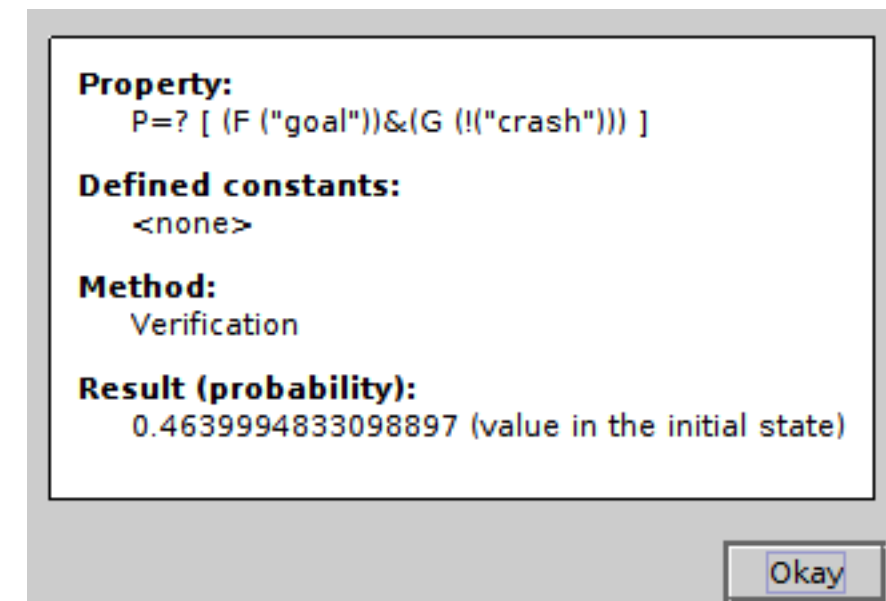 Property:
P=? [ (F ("goal"))&(G (!("crash"))) ]
Defined constants:
<none>
Method:
Verification
Result (probability):
0.4639994833098897 (value in the initial state)
Okay